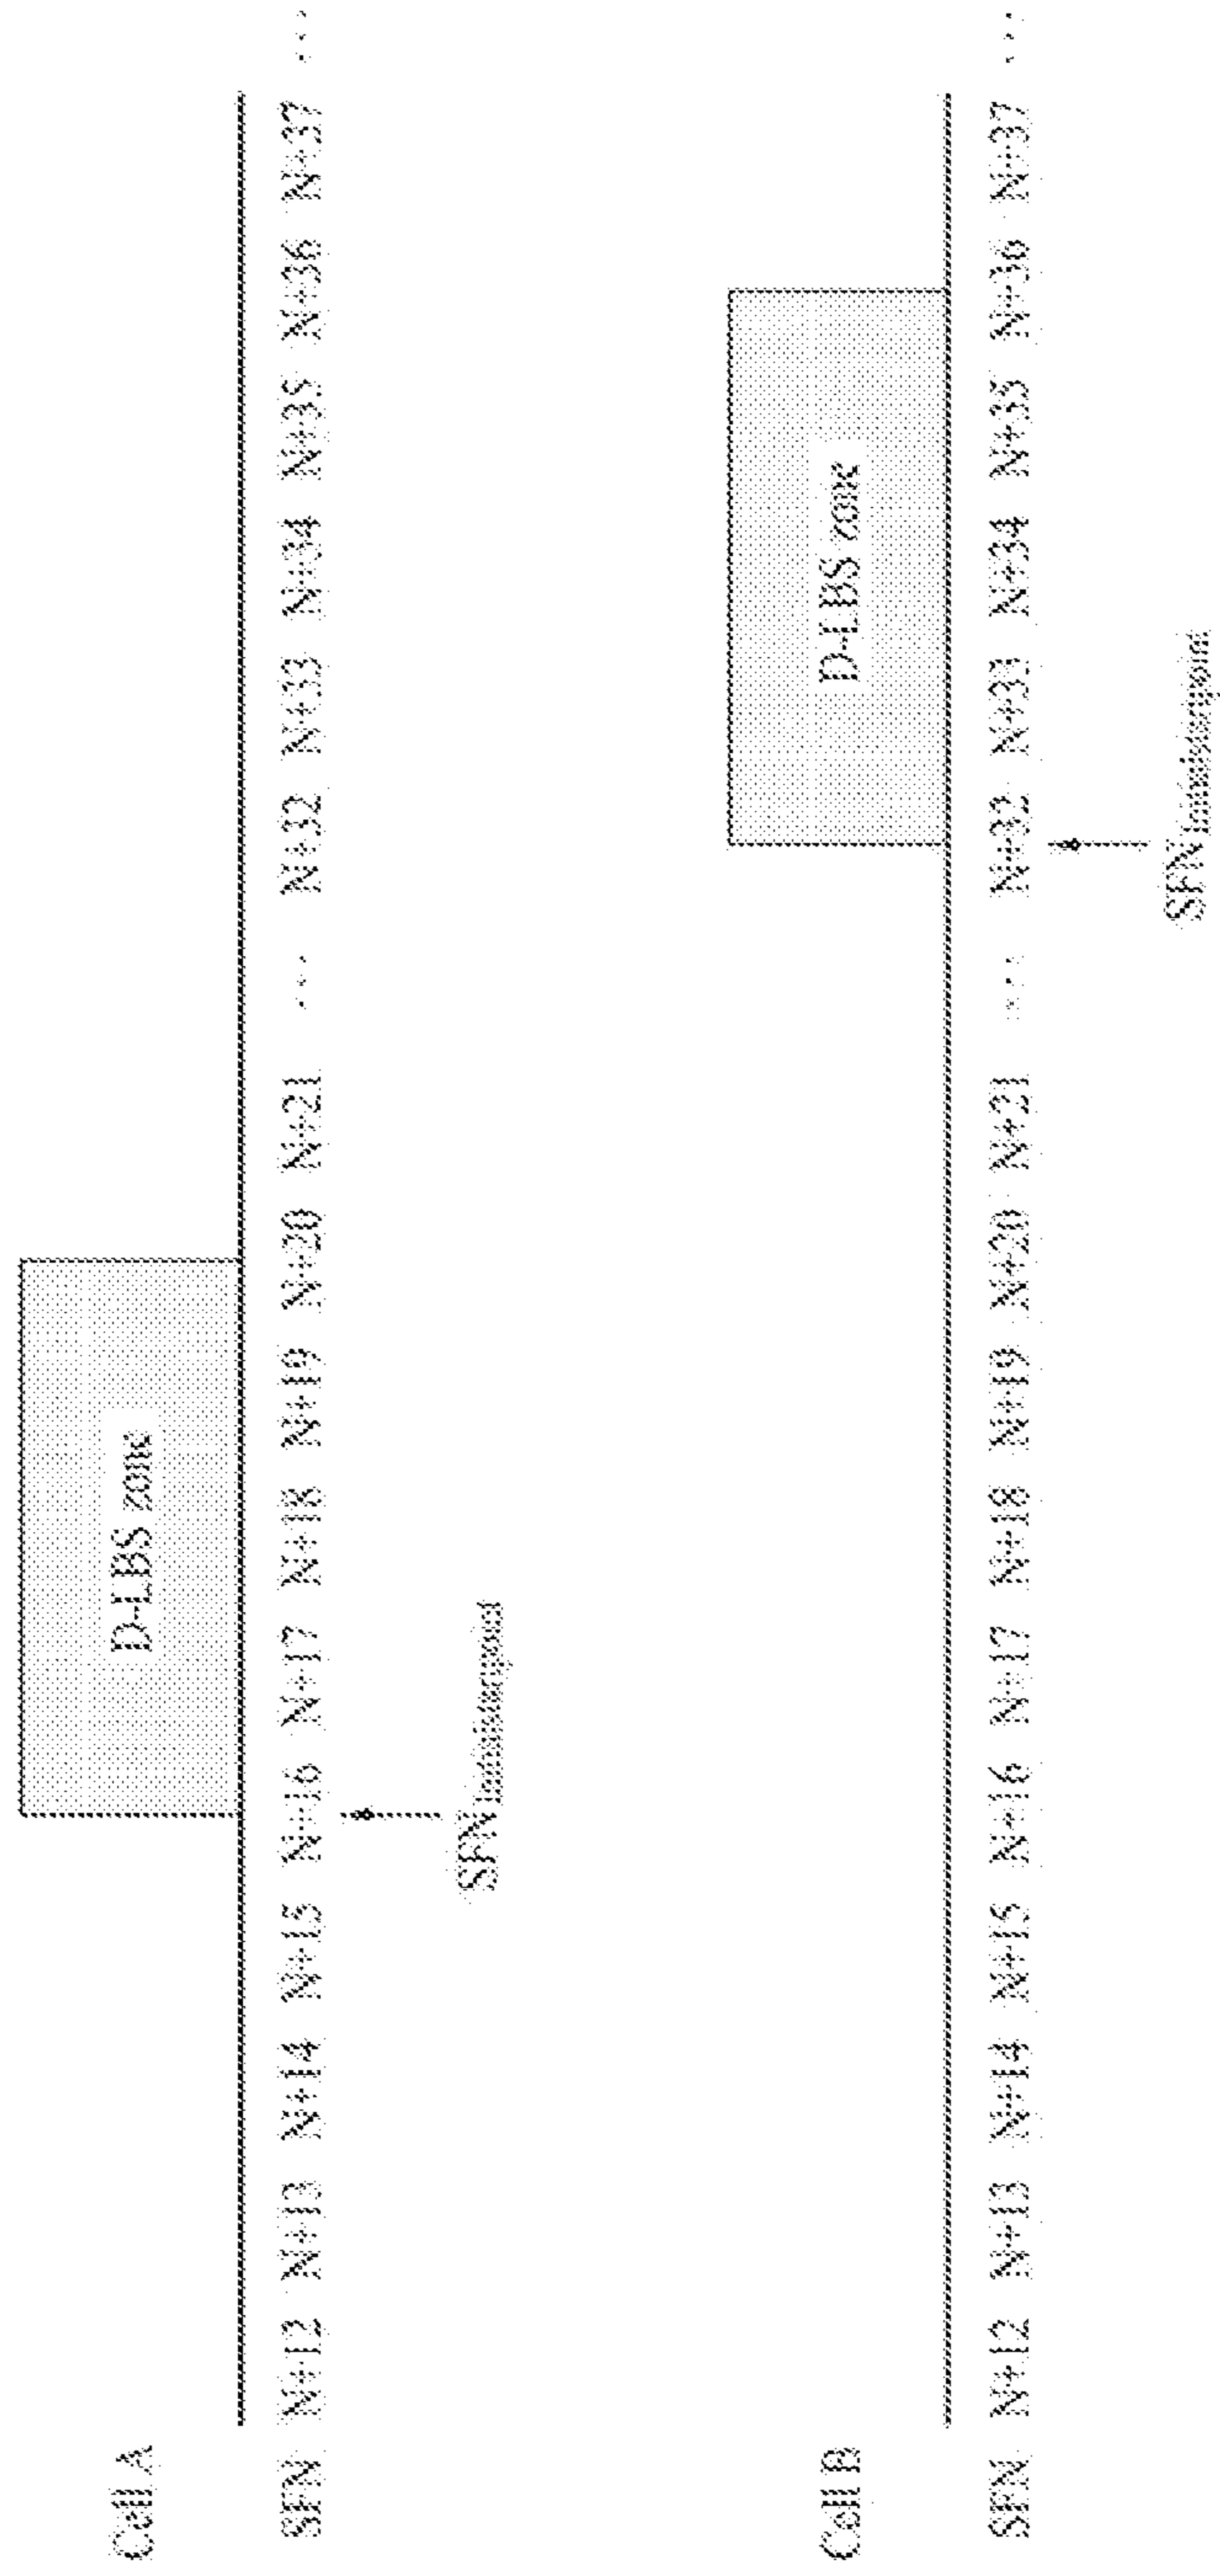 Cell A
D-LBS zone
SFN N+12 N+13 N+14 N+15 N+16 N+17 N+18 N+19 N+20 N+21 ... N+32 N+33 N+34 N+35 N+36 N+37 ...
SFN
Cell B
D-LBS zone
SFN N+12 N+13 N+14 N+15 N+16 N+17 N+18 N+19 N+20 N+21 ... N+32 N+33 N+34 N+35 N+36 N+37 ...
SFN